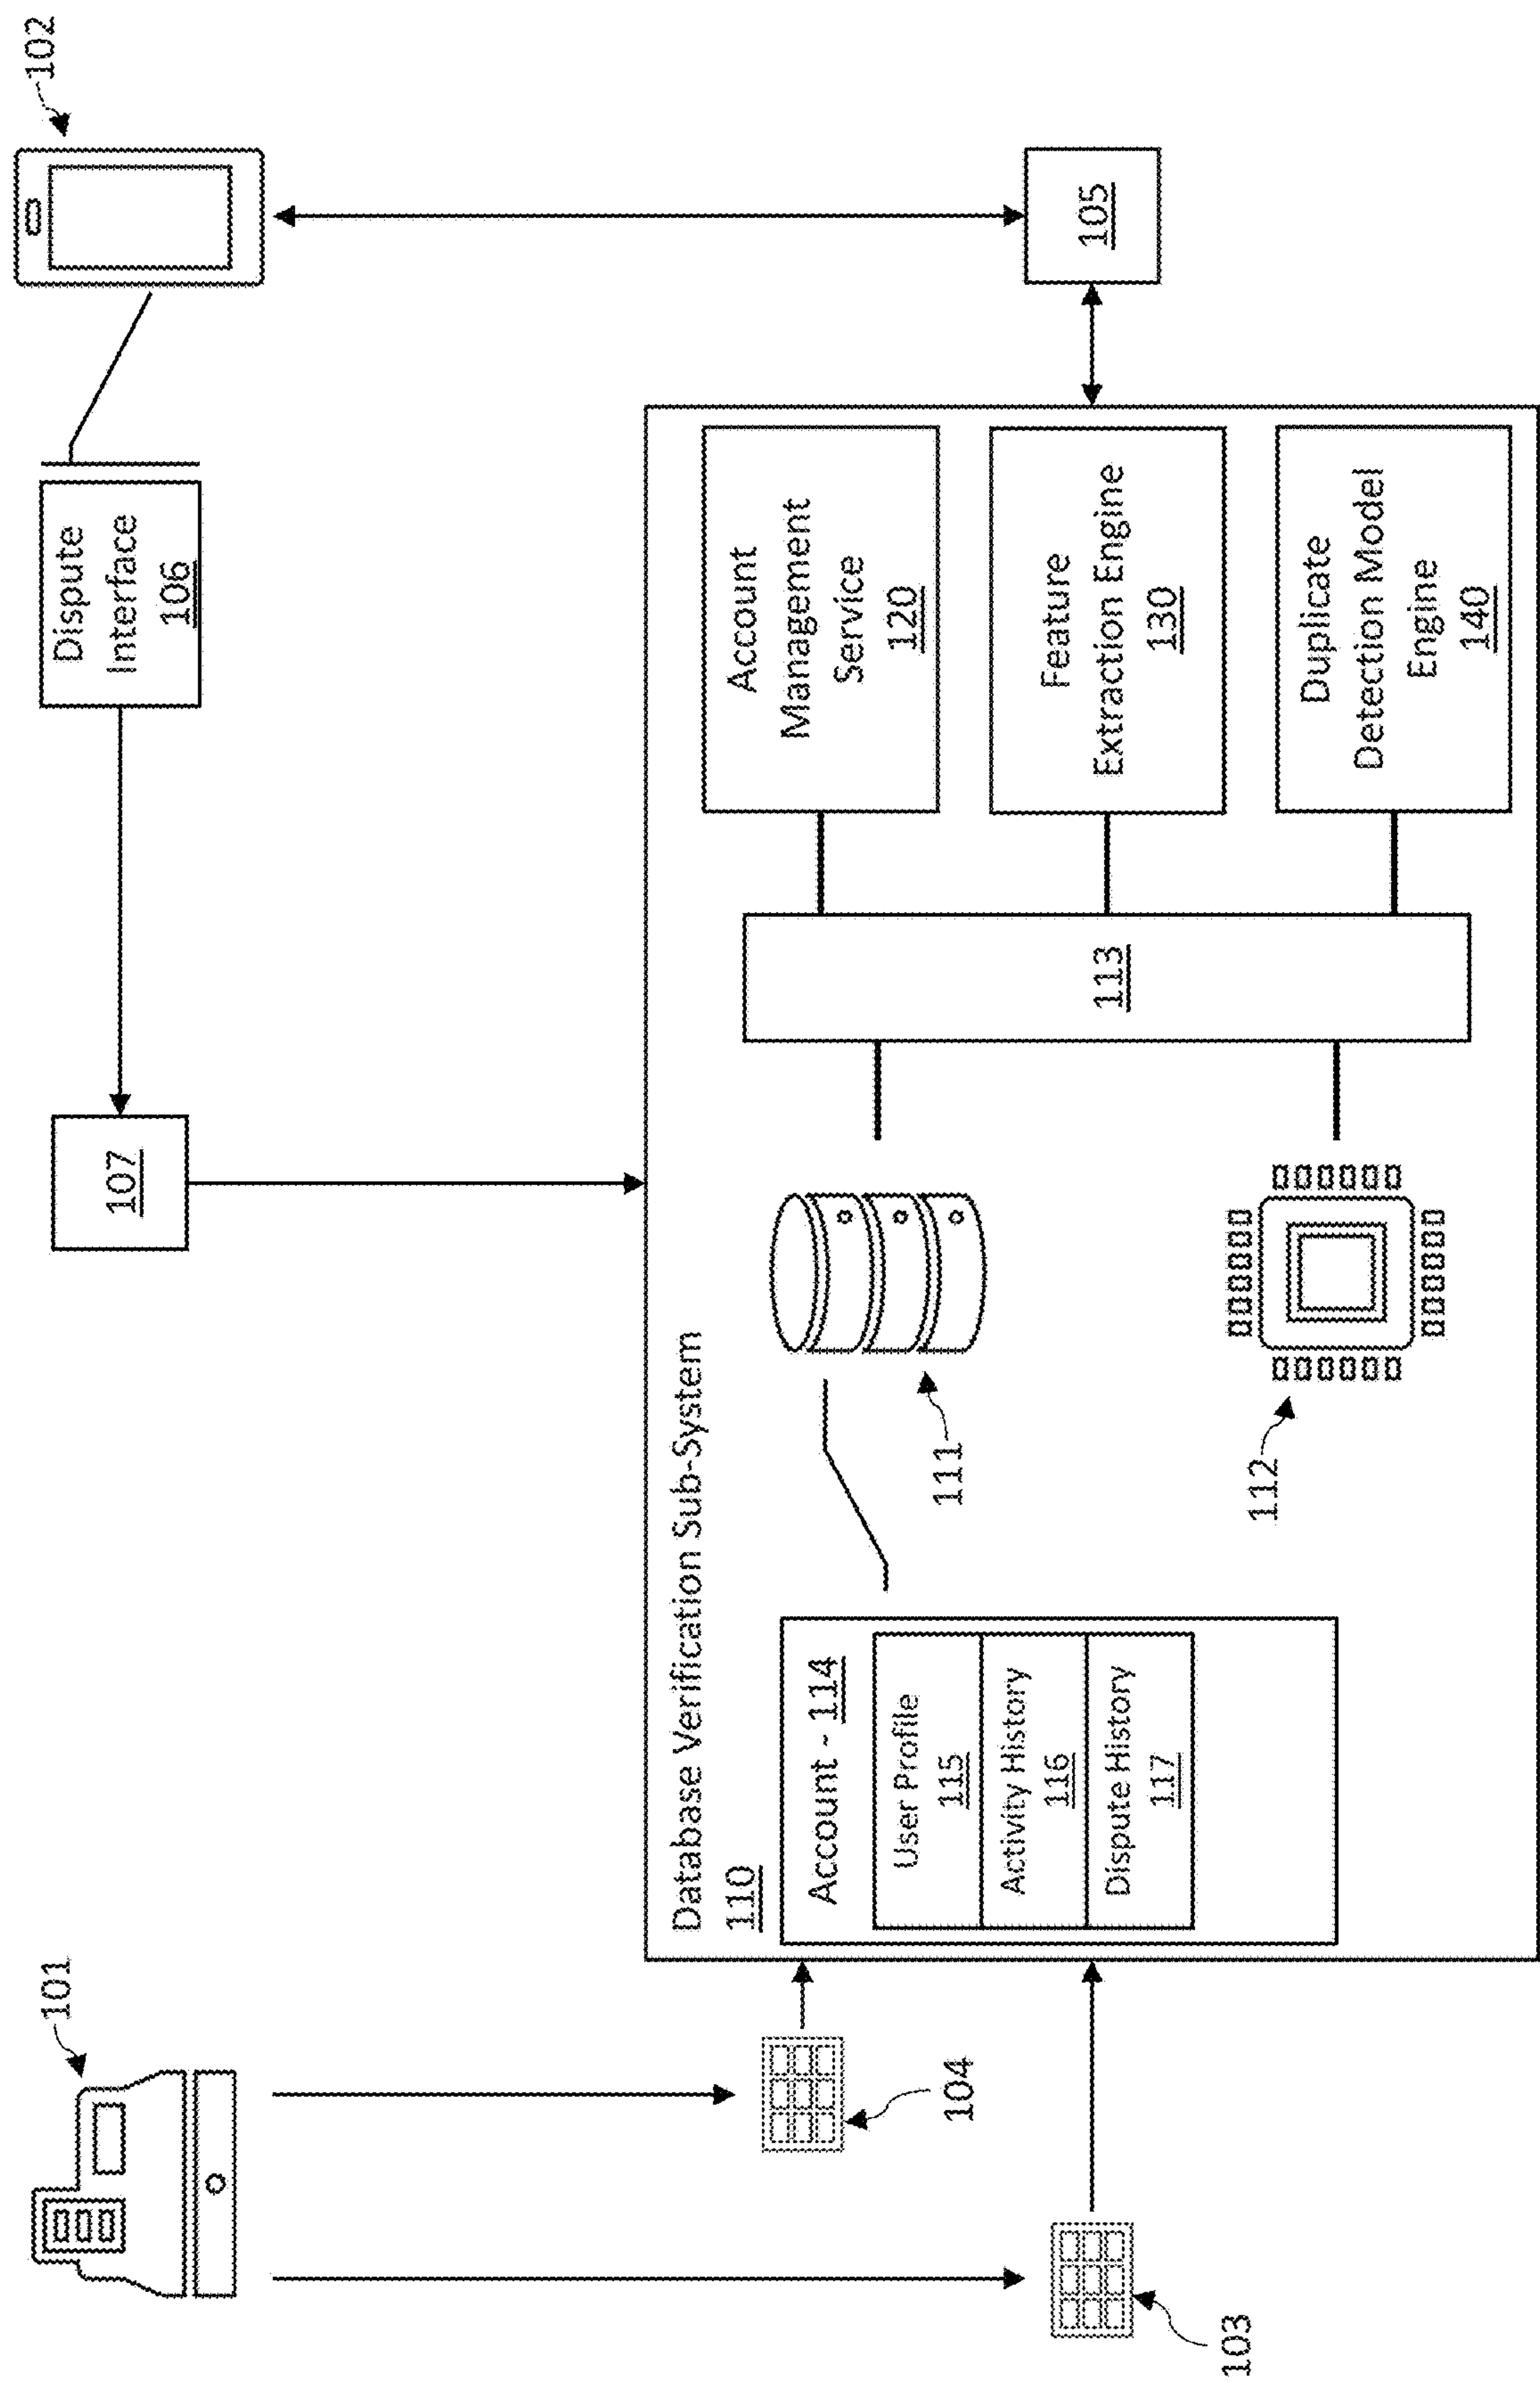 101
103
104
Database Verification Sub-System
110
Account - 114
User Profile
115
Activity History
116
Dispute History
117
111
112
113
Account
Management
Service
120
Feature
Extraction Engine
130
Duplicate
Detection Model
Engine
140
107
Dispute
Interface
106
102
105